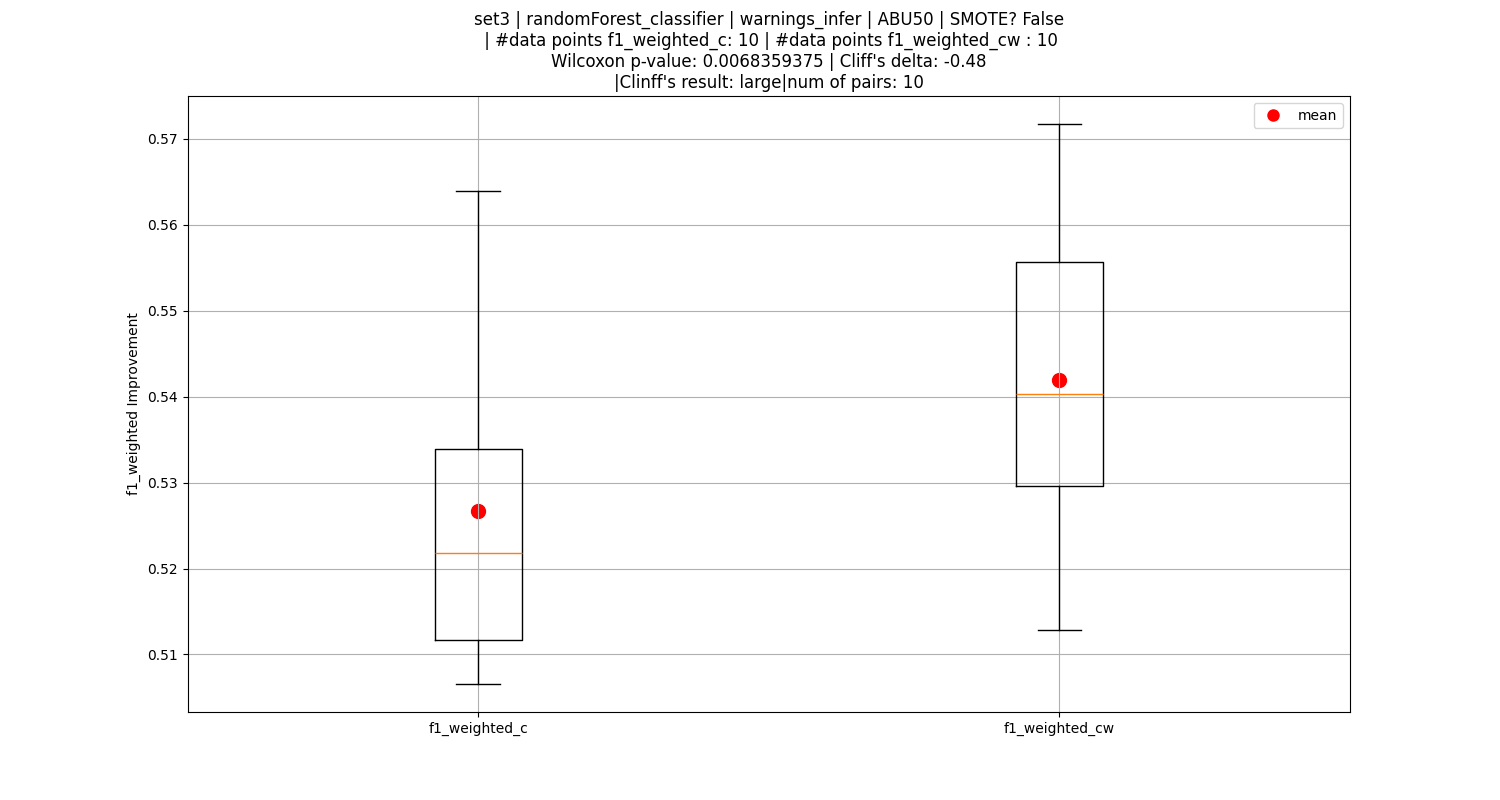 set3 | randomForest_classifier | warnings_infer | ABU50 | SMOTE? False
| #data points f1_weighted_c: 10 | #data points f1_weighted_cw : 10
Wilcoxon p-value: 0.0068359375 | Cliff's delta: -0.48
|Clinff's result: large|num of pairs: 10
mean
0.57
0.56
0.55
0.54
0.53
0.52
0.51
f1_weighted Improvement
f1_weighted_c
f1_weighted_cw